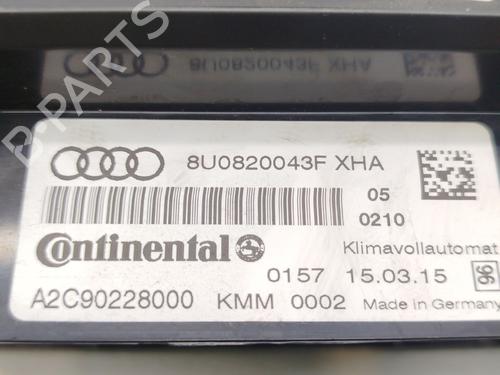 8U0820043F XHA
8U0820043F XHA
05
0210
Continental
Klimavollautomat
0157 15.03.15
96
A2C90228000 KMM 0002 Made in Germany
B-PARTS